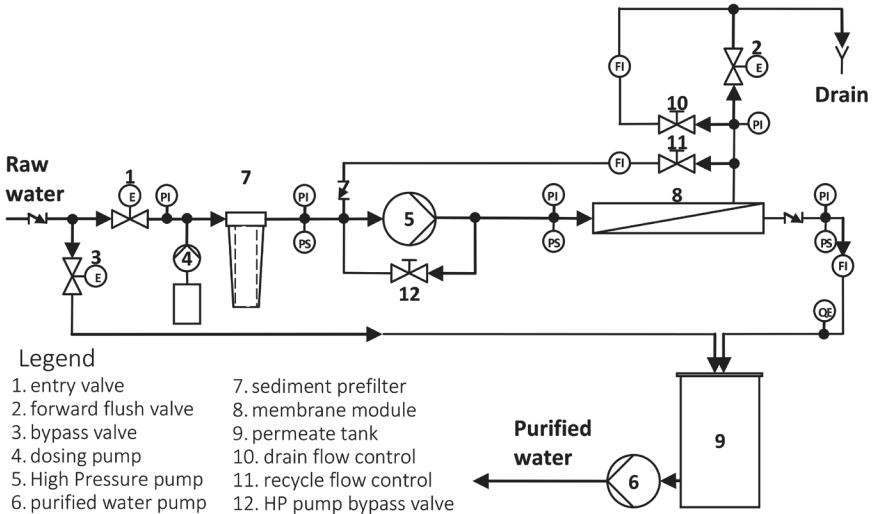 2
E
FI
Drain
10
PI
11
FI
Raw
water
1
E
PI
7
PI
PS
5
PI
PS
8
PI
PS
FI
3
E
4
12
QE
Purified
water
6
9
Legend
1. entry valve
2. forward flush valve
3. bypass valve
4. dosing pump
5. High Pressure pump
6. purified water pump
7. sediment prefilter
8. membrane module
9. permeate tank
10. drain flow control
11. recycle flow control
12. HP pump bypass valve